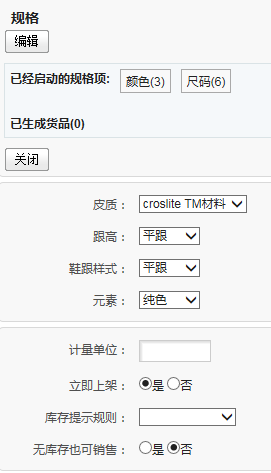 规格
编辑
已经启动的规格项: 颜色(3) 尺码(6)
已生成货品(0)
关闭
皮质： croslite TM材料
跟高： 平跟
鞋跟样式： 平跟
元素： 纯色
计量单位：
立即上架： 是 否
库存提示规则：
无库存也可销售： 是 否